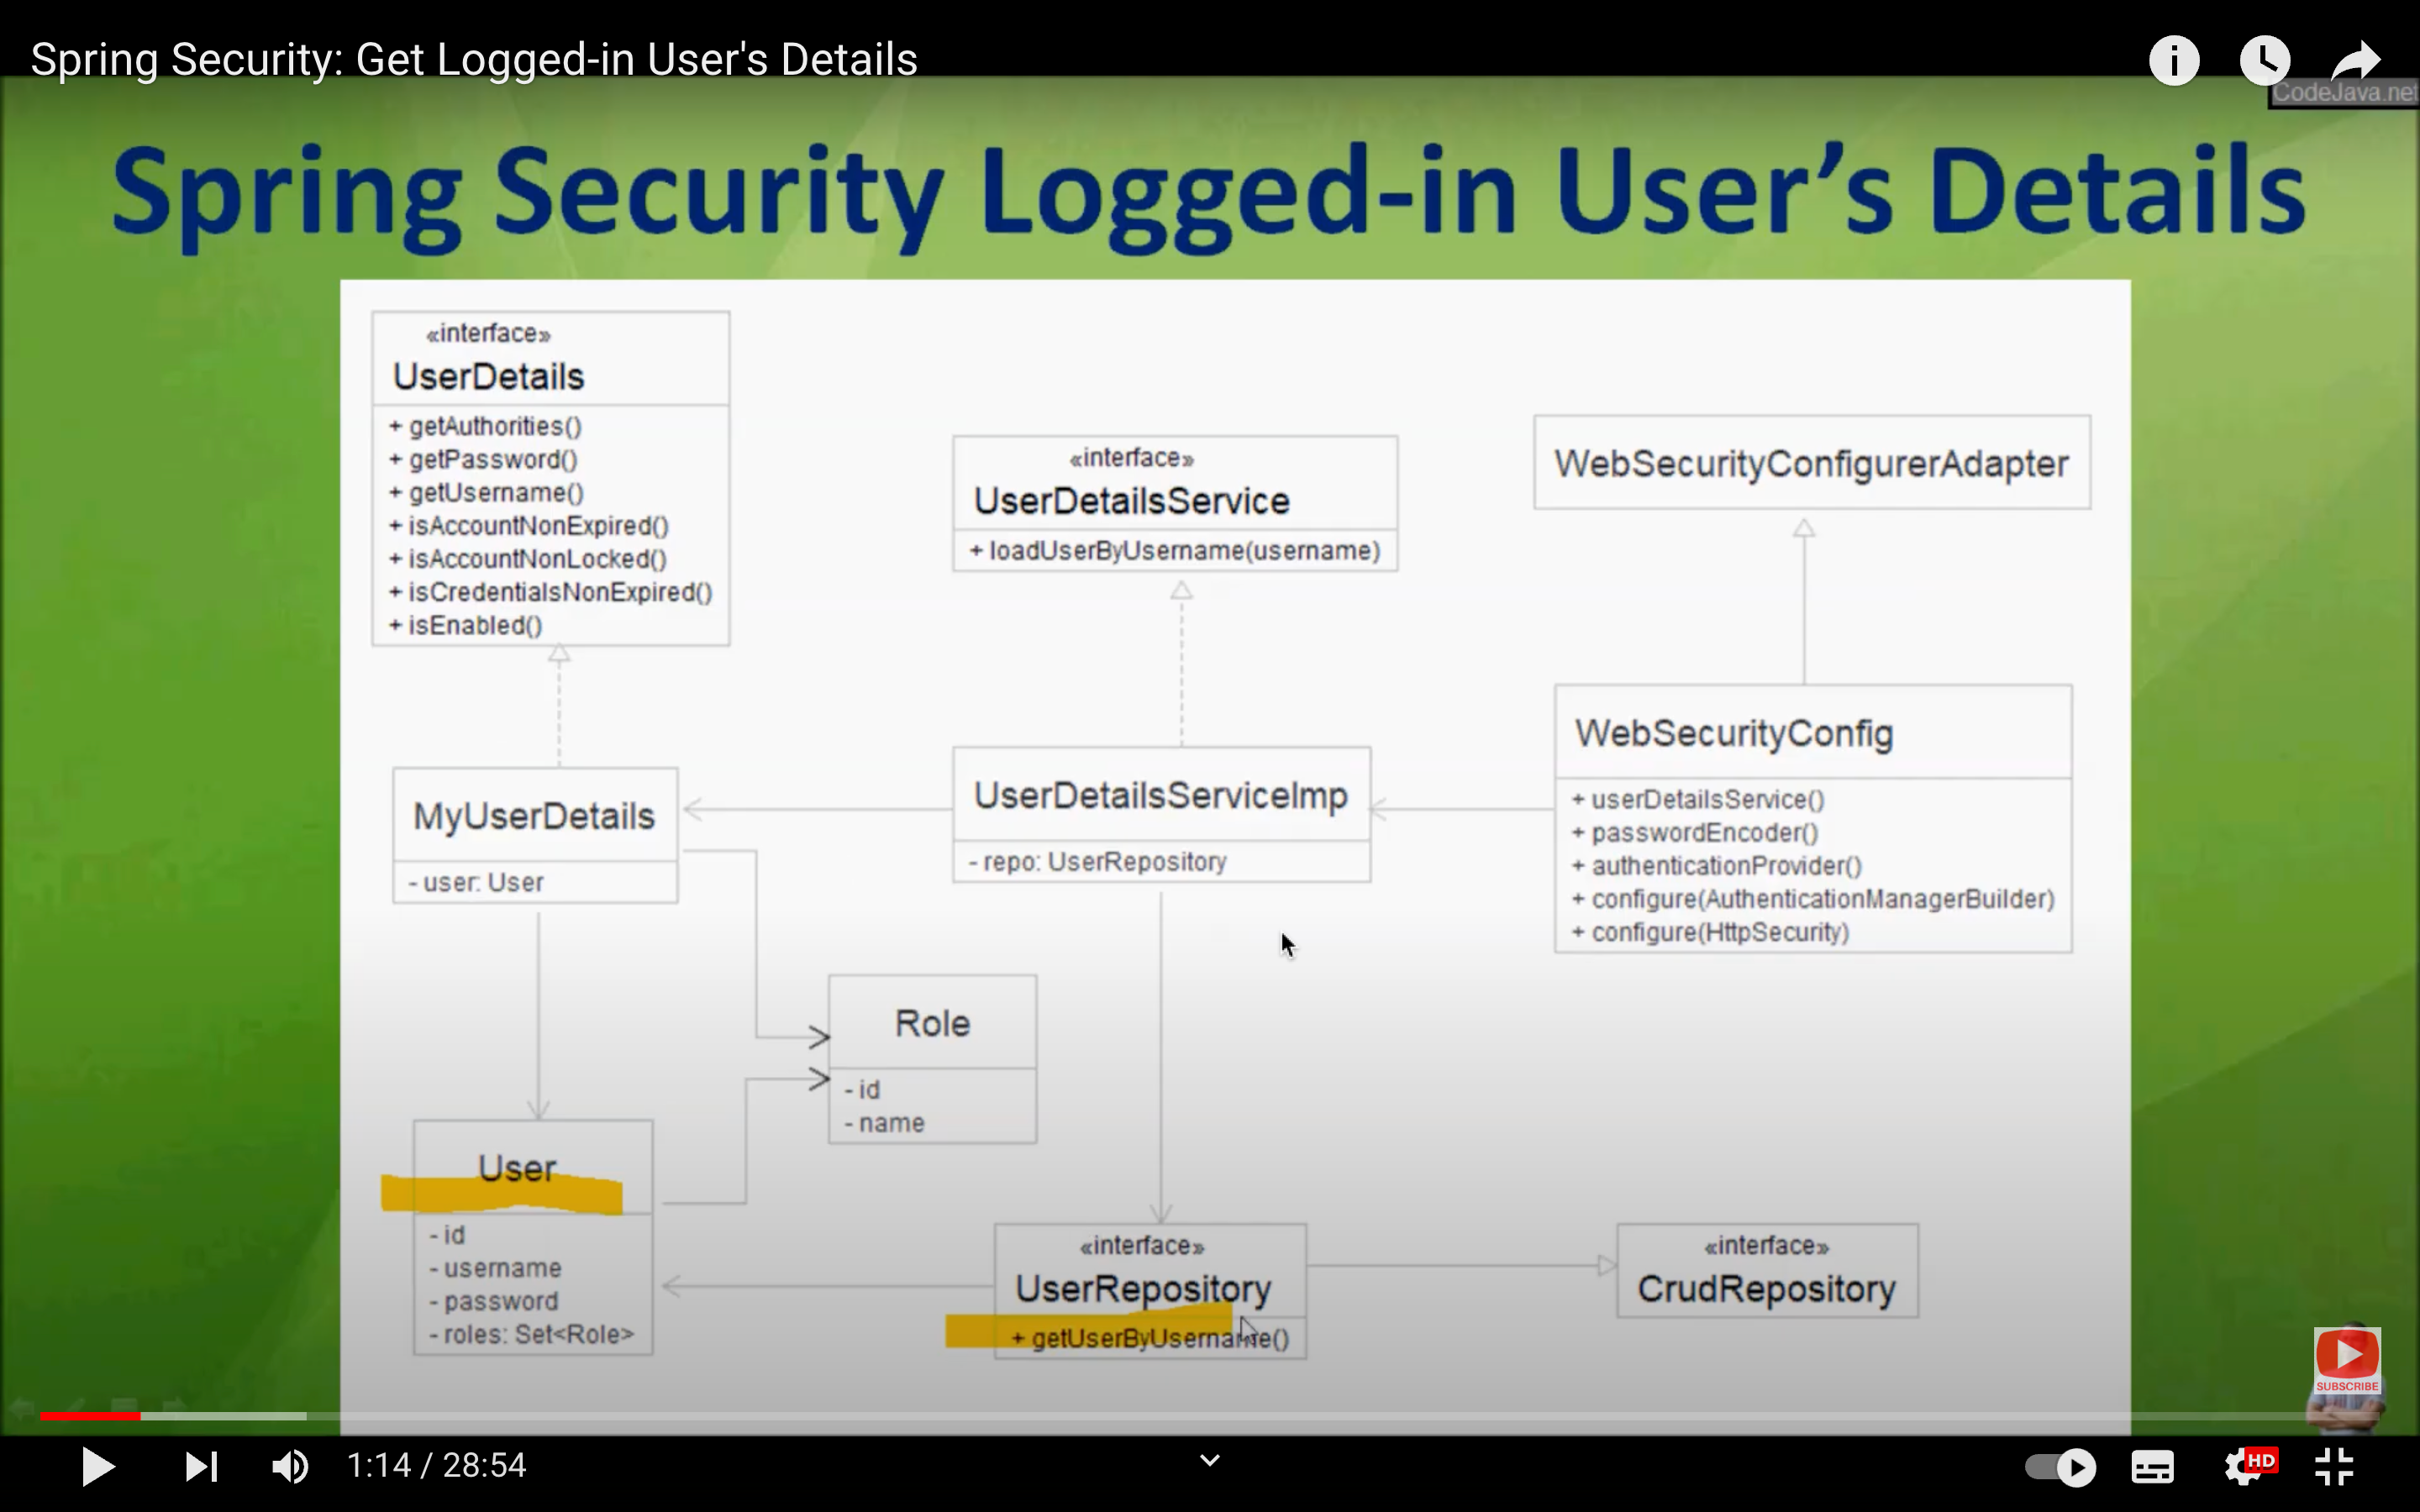 Spring Security: Get Logged-in User's Details
CodeJava.net
Spring Security Logged-in User’s Details
«interface»
UserDetails
+ getAuthorities()
+ getPassword()
+ getUsername()
+ isAccountNonExpired()
+ isAccountNonLocked()
+ isCredentialsNonExpired()
+ isEnabled()
«interface»
UserDetailsService
+ loadUserByUsername(username)
WebSecurityConfigurerAdapter
MyUserDetails
- user: User
UserDetailsServiceImp
- repo: UserRepository
WebSecurityConfig
+ userDetailsService()
+ passwordEncoder()
+ authenticationProvider()
+ configure(AuthenticationManagerBuilder)
+ configure(HttpSecurity)
Role
- id
- name
User
- id
- username
- password
- roles: Set<Role>
«interface»
UserRepository
+ getUserByUsername()
«interface»
CrudRepository
SUBSCRIBE
1:14 / 28:54
HD